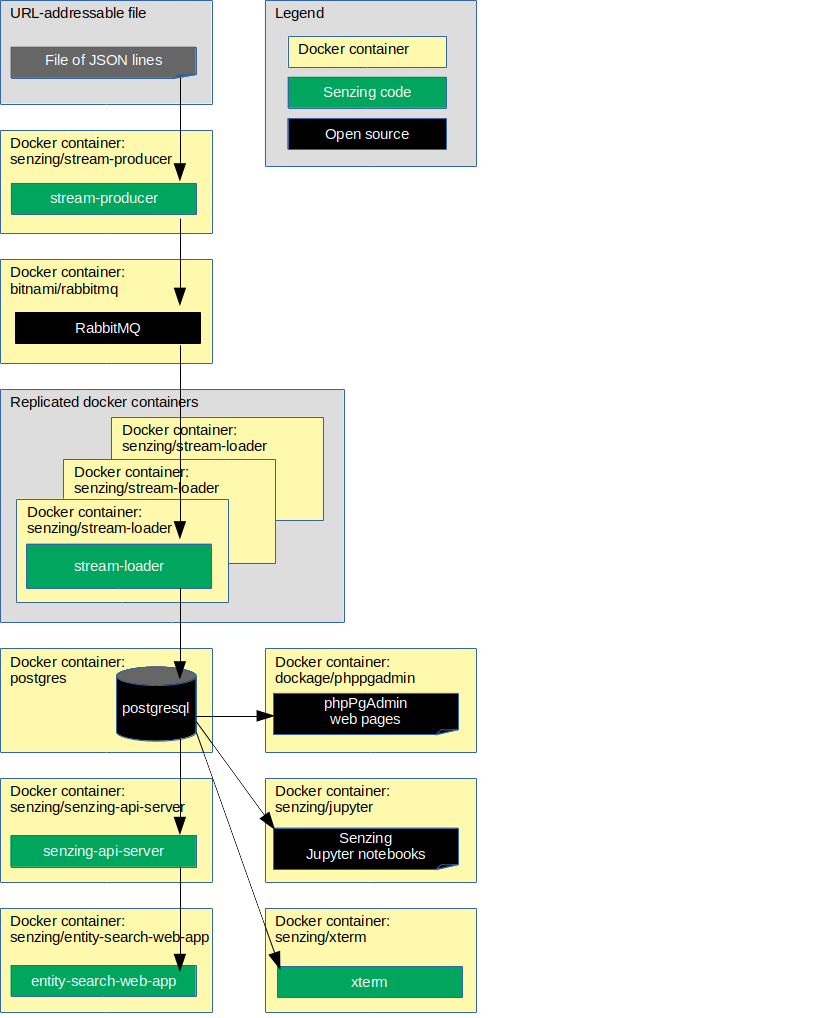 URL-addressable file
File of JSON lines
Legend
Docker container
Senzing code
Open source
Docker container:
senzing/stream-producer
stream-producer
Docker container:
bitnami/rabbitmq
RabbitMQ
Replicated docker containers
Docker container:
senzing/stream-loader
Docker container:
senzing/stream-loader
Docker container:
senzing/stream-loader
stream-loader
Docker container:
postgres
postgresql
Docker container:
dockage/phppgadmin
phpPgAdmin
web pages
Docker container:
senzing/senzing-api-server
senzing-api-server
Docker container:
senzing/jupyter
Senzing
Jupyter notebooks
Docker container:
senzing/entity-search-web-app
entity-search-web-app
Docker container:
senzing/xterm
xterm